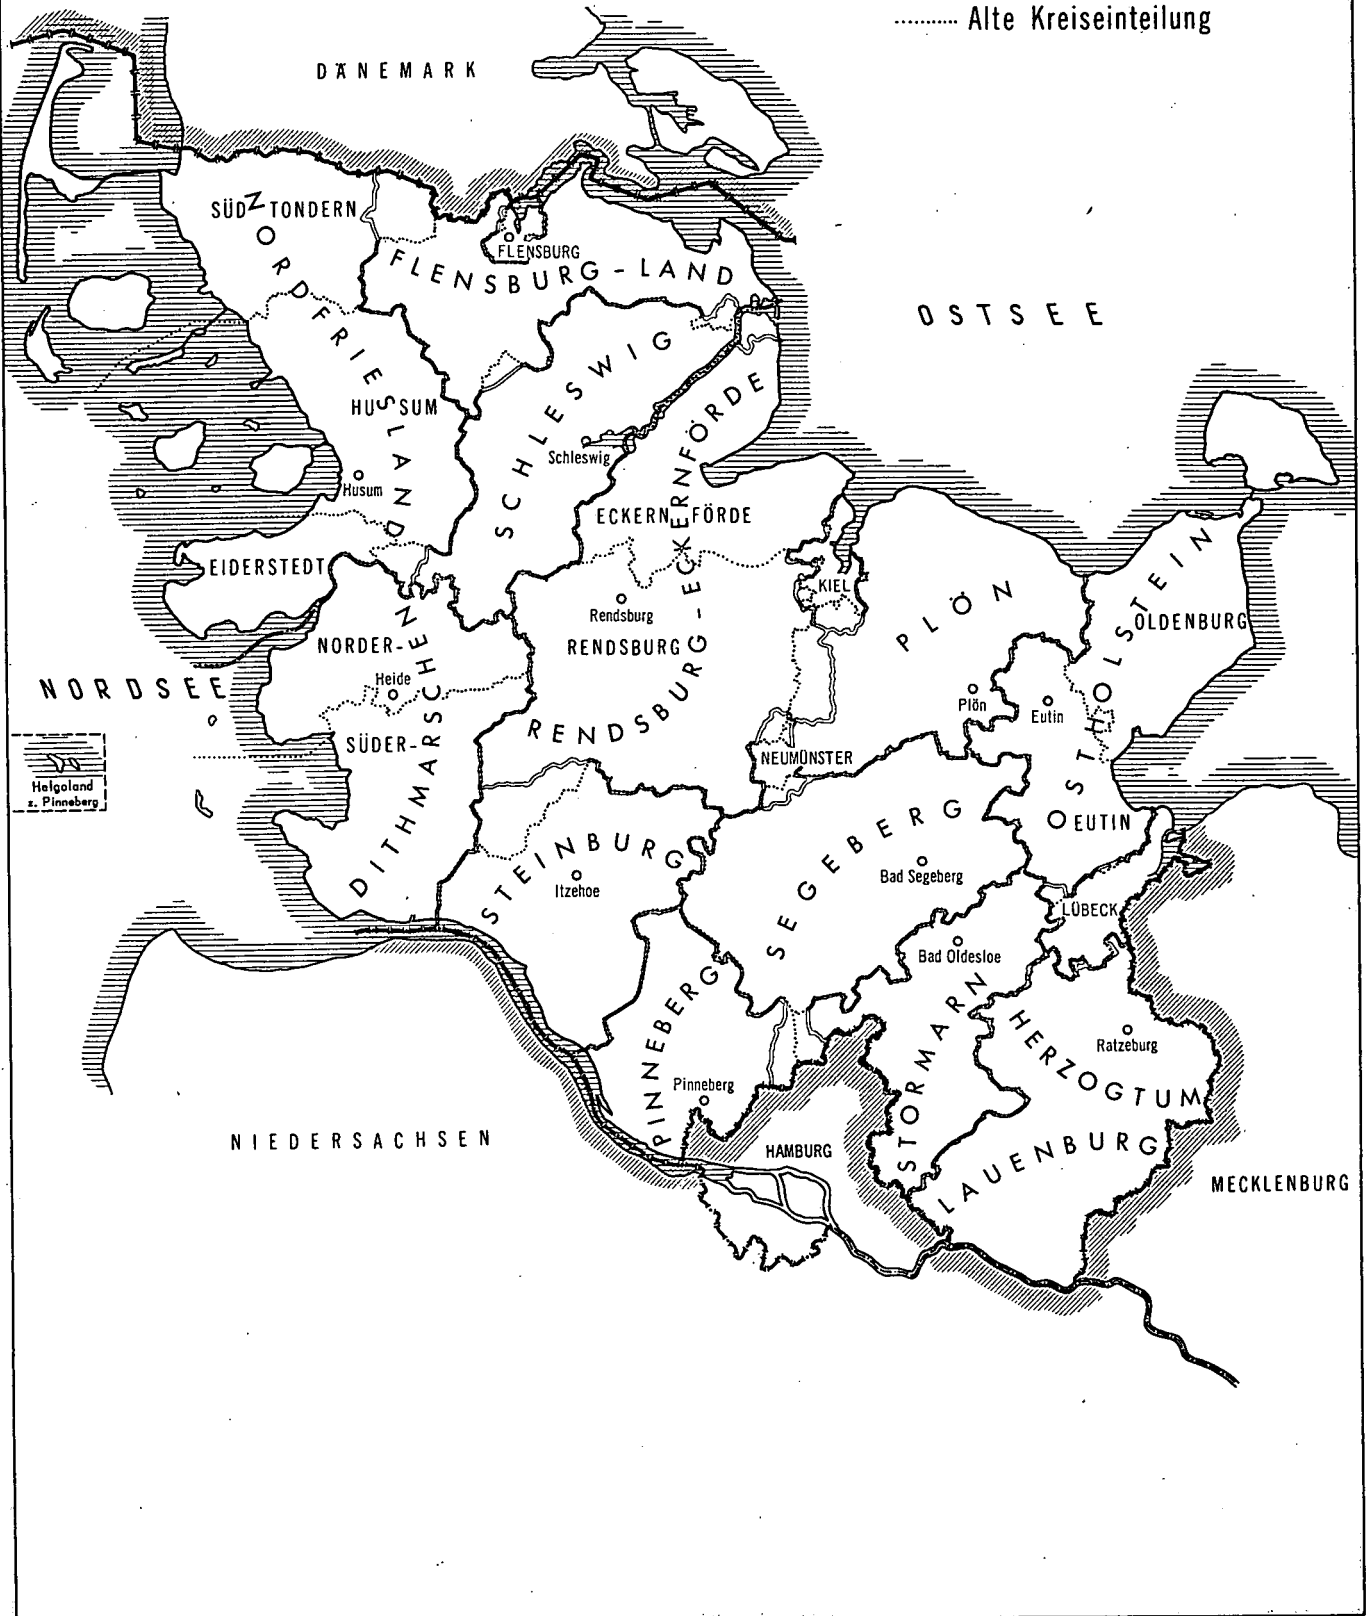 Alte Kreiseinteilung
DÄNEMARK
SÜDTONDERN
NORDFRIESLAND
FLENSBURG
FLENSBURG-LAND
OSTSEE
SCHLESWIG
HUSUM
Schleswig
Husum
ECKERNFÖRDE
RENDSBURG-ECKERNFÖRDE
EIDERSTEDT
KIEL
Rendsburg
RENDSBURG
PLÖN
OSTHOLSTEIN
OLDENBURG
NORDER-
Heide
NORDSEE
Plön
Eutin
SÜDER-
DITHMARSCHEN
NEUMÜNSTER
Helgoland
z. Pinneberg
EUTIN
STEINBURG
Itzehoe
SEGEBERG
Bad Segeberg
LÜBECK
Bad Oldesloe
PINNEBERG
STORMARN
HERZOGTUM
LAUENBURG
Ratzeburg
Pinneberg
NIEDERSACHSEN
HAMBURG
MECKLENBURG